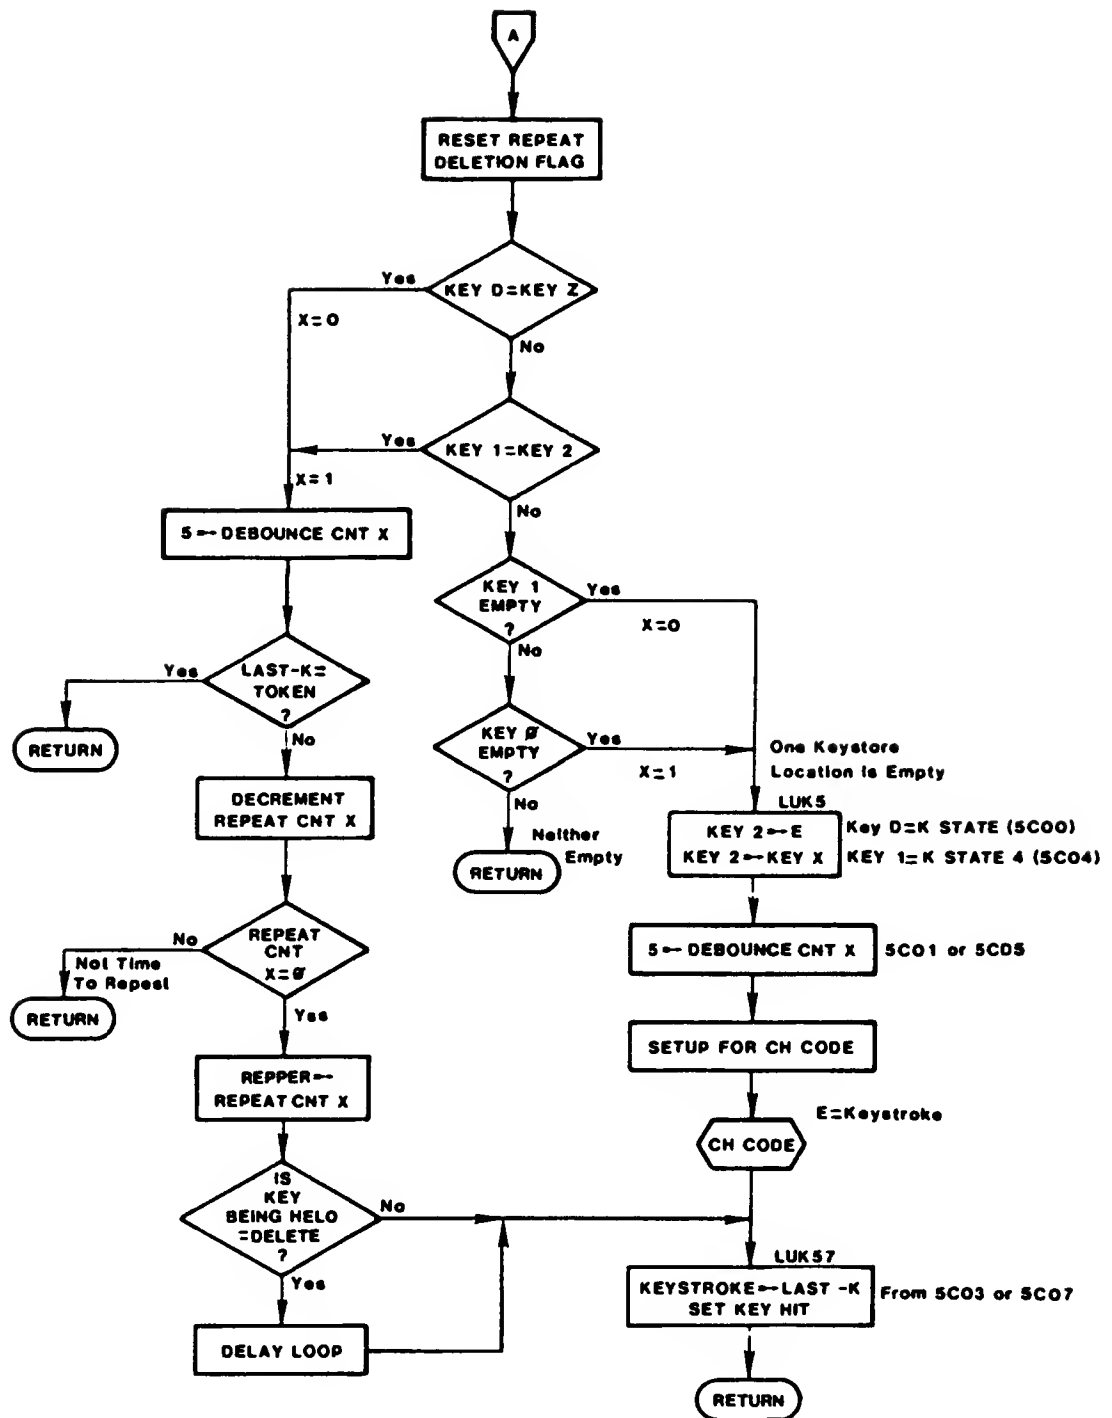 A
RESET REPEAT
DELETION FLAG
Yes
KEY D=KEY Z
X=0
No
Yes
KEY 1=KEY 2
X=1
No
5←DEBOUNCE CNT X
KEY 1
EMPTY
?
Yes
X=0
No
LAST-K=
TOKEN
?
Yes
RETURN
No
KEY Ø
EMPTY
?
Yes
X=1
No
Neither
Empty
RETURN
One Keystore
Location is Empty
LUK5
DECREMENT
REPEAT CNT X
KEY 2←E
KEY 2←KEY X
Key D=K STATE (5C00)
KEY 1=K STATE 4 (5C04)
REPEAT
CNT
X=Ø
No
Not Time
To Repeat
RETURN
Yes
5←DEBOUNCE CNT X
5C01 or 5CD5
SETUP FOR CH CODE
REPPER←
REPEAT CNT X
E=Keystroke
CH CODE
IS
KEY
BEING HELO
=DELETE
?
No
Yes
LUK57
KEYSTROKE←LAST -K
SET KEY HIT
From 5C03 or 5C07
DELAY LOOP
RETURN